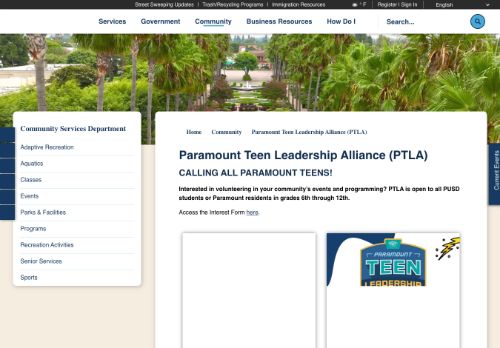 Street Sweeping Updates | Trash/Recycling Programs | Immigration Resources
° F
Register | Sign In
English
Services
Government
Community
Business Resources
How Do I
Search...
Community Services Department
Adaptive Recreation
Aquatics
Classes
Events
Parks & Facilities
Programs
Recreation Activities
Senior Services
Sports
Home
Community
Paramount Teen Leadership Alliance (PTLA)
Paramount Teen Leadership Alliance (PTLA)
CALLING ALL PARAMOUNT TEENS!
Interested in volunteering in your community's events and programming? PTLA is open to all PUSD
students or Paramount residents in grades 6th through 12th.
Access the Interest Form here.
PARAMOUNT
TEEN
LEADERSHIP
Current Events